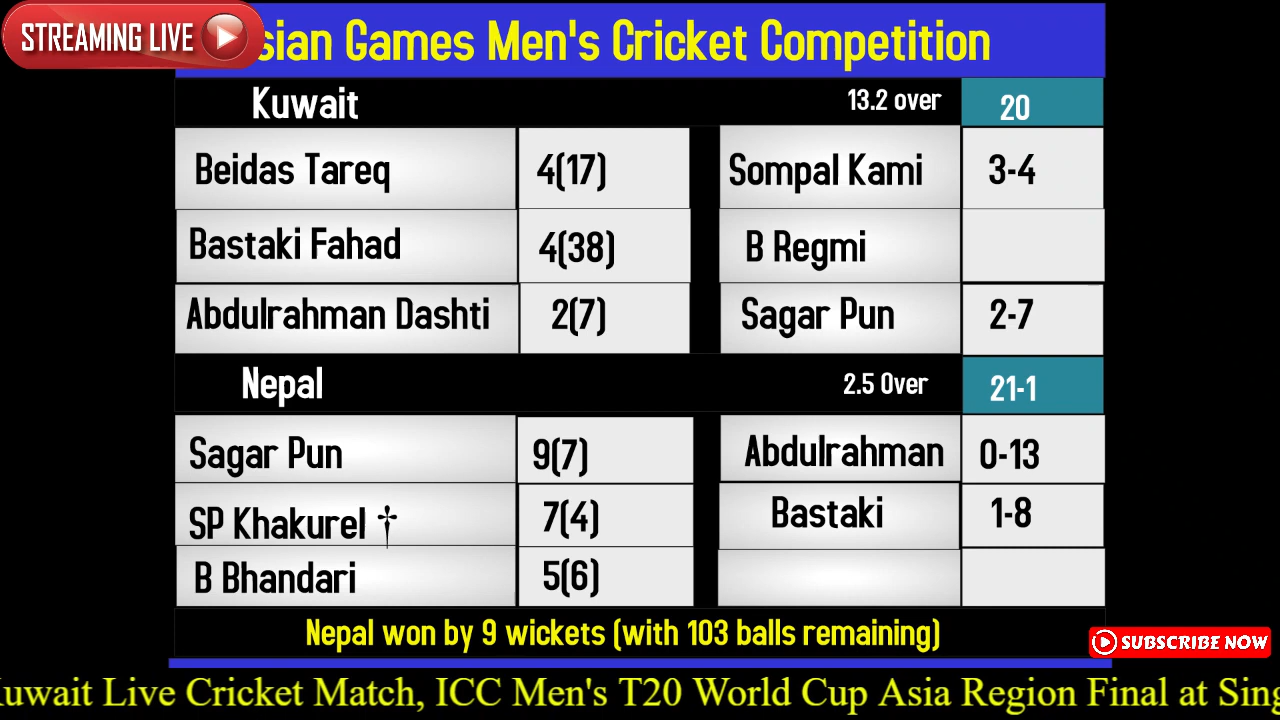 STREAMING LIVE
sian Games Men's Cricket Competition
Kuwait 13.2 over 20
Beidas Tareq 4(17) Sompal Kami 3-4
Bastaki Fahad 4(38) B Regmi
Abdulrahman Dashti 2(7) Sagar Pun 2-7
Nepal 2.5 Over 21-1
Sagar Pun 9(7) Abdulrahman 0-13
SP Khakurel † 7(4) Bastaki 1-8
B Bhandari 5(6)
Nepal won by 9 wickets (with 103 balls remaining)
SUBSCRIBE NOW
uwait Live Cricket Match, ICC Men's T20 World Cup Asia Region Final at Sing